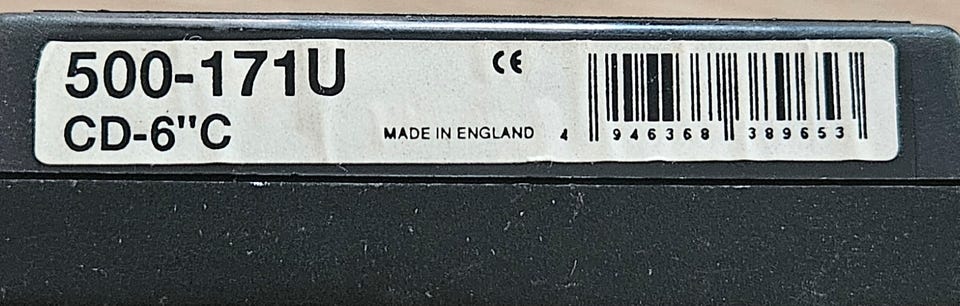 500-171U
CD-6"C
CE
MADE IN ENGLAND
4 946368 389653